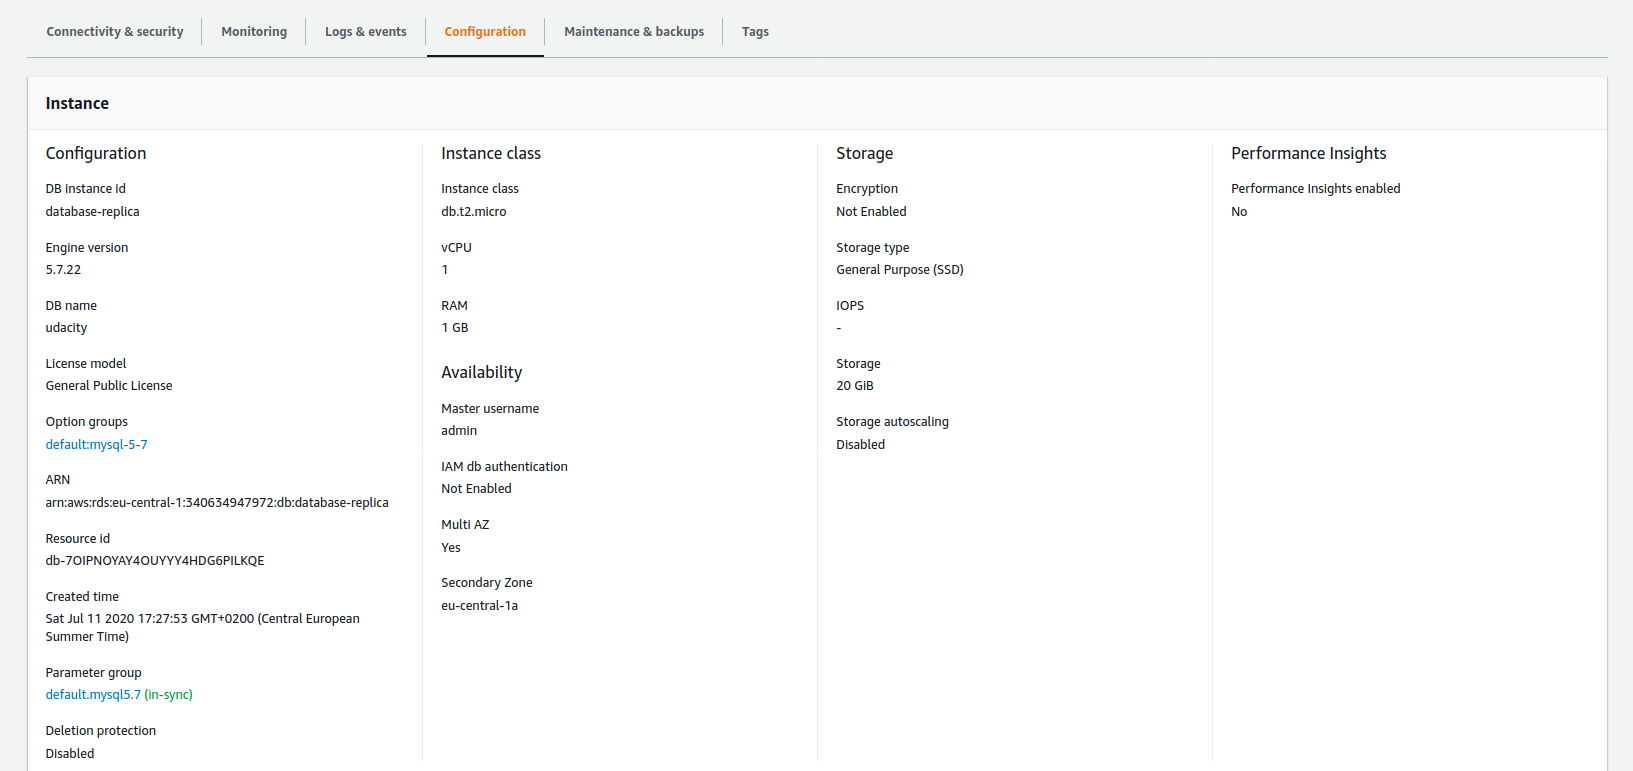 Connectivity & security
Monitoring
Logs & events
Configuration
Maintenance & backups
Tags
Instance
Configuration
DB instance id
database-replica
Engine version
5.7.22
DB name
udacity
License model
General Public License
Option groups
default:mysql-5-7
ARN
arn:aws:rds:eu-central-1:340634947972:db:database-replica
Resource id
db-7OIPNOYAY4OUYYY4HDG6PILKQE
Created time
Sat Jul 11 2020 17:27:53 GMT+0200 (Central European
Summer Time)
Parameter group
default.mysql5.7 (in-sync)
Deletion protection
Disabled
Instance class
Instance class
db.t2.micro
vCPU
1
RAM
1 GB
Availability
Master username
admin
IAM db authentication
Not Enabled
Multi AZ
Yes
Secondary Zone
eu-central-1a
Storage
Encryption
Not Enabled
Storage type
General Purpose (SSD)
IOPS
-
Storage
20 GiB
Storage autoscaling
Disabled
Performance Insights
Performance Insights enabled
No